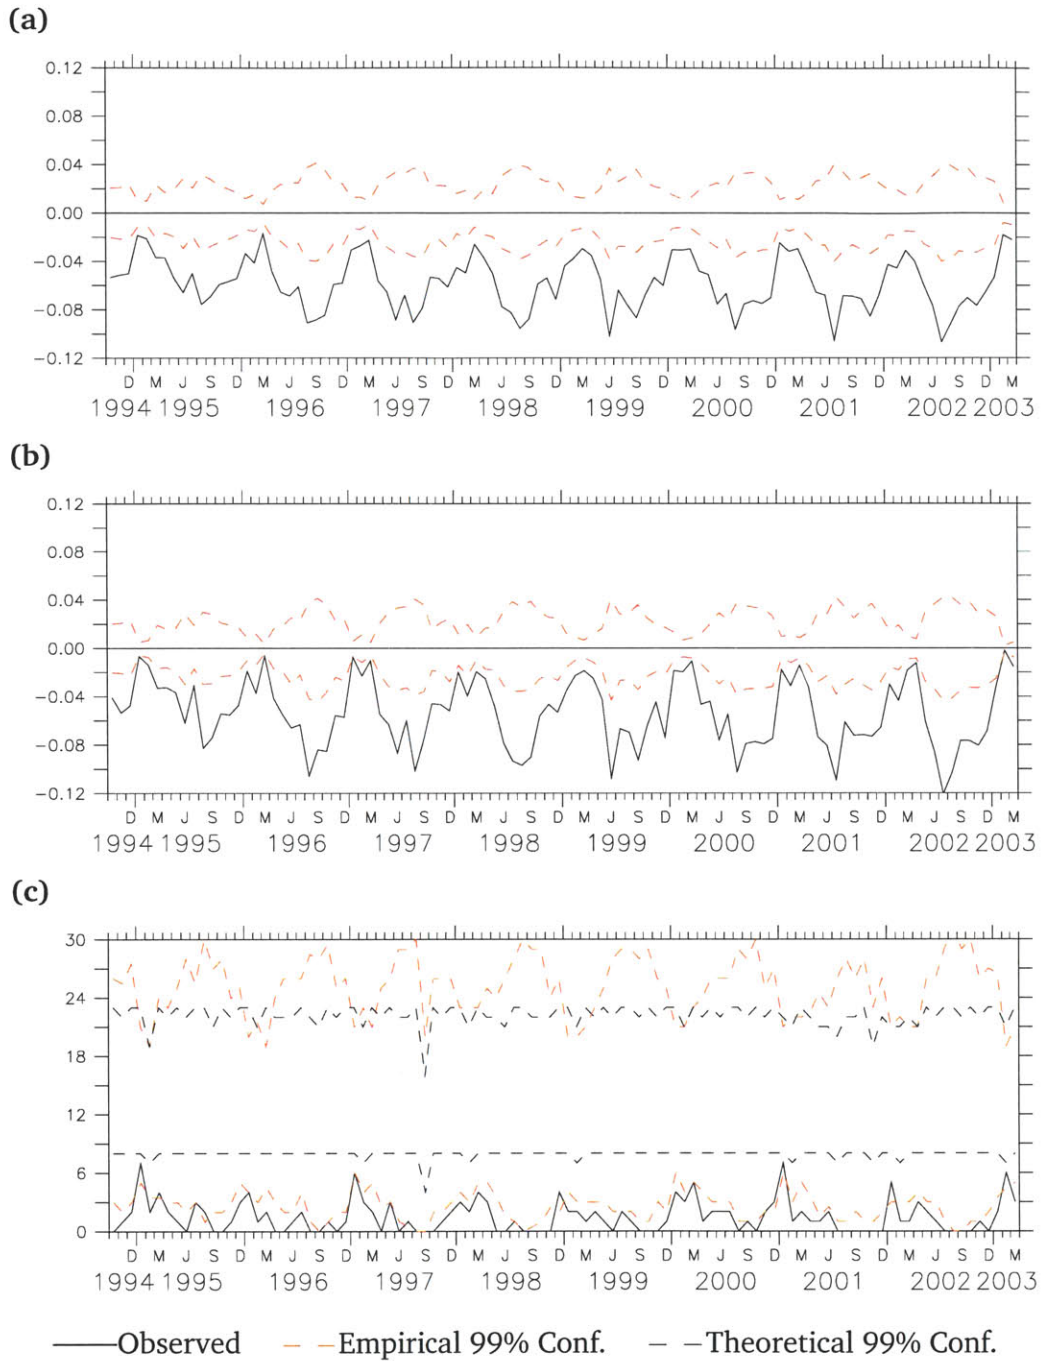 (a)
0.12
0.08
0.04
0.00
−0.04
−0.08
−0.12
D M J S D M J S D M J S D M J S D M J S D M J S D M J S D M J S D M
1994 1995 1996 1997 1998 1999 2000 2001 2002 2003
(b)
0.12
0.08
0.04
0.00
−0.04
−0.08
−0.12
D M J S D M J S D M J S D M J S D M J S D M J S D M J S D M J S D M
1994 1995 1996 1997 1998 1999 2000 2001 2002 2003
(c)
30
24
18
12
6
0
D M J S D M J S D M J S D M J S D M J S D M J S D M J S D M J S D M
1994 1995 1996 1997 1998 1999 2000 2001 2002 2003
Observed Empirical 99% Conf. Theoretical 99% Conf.